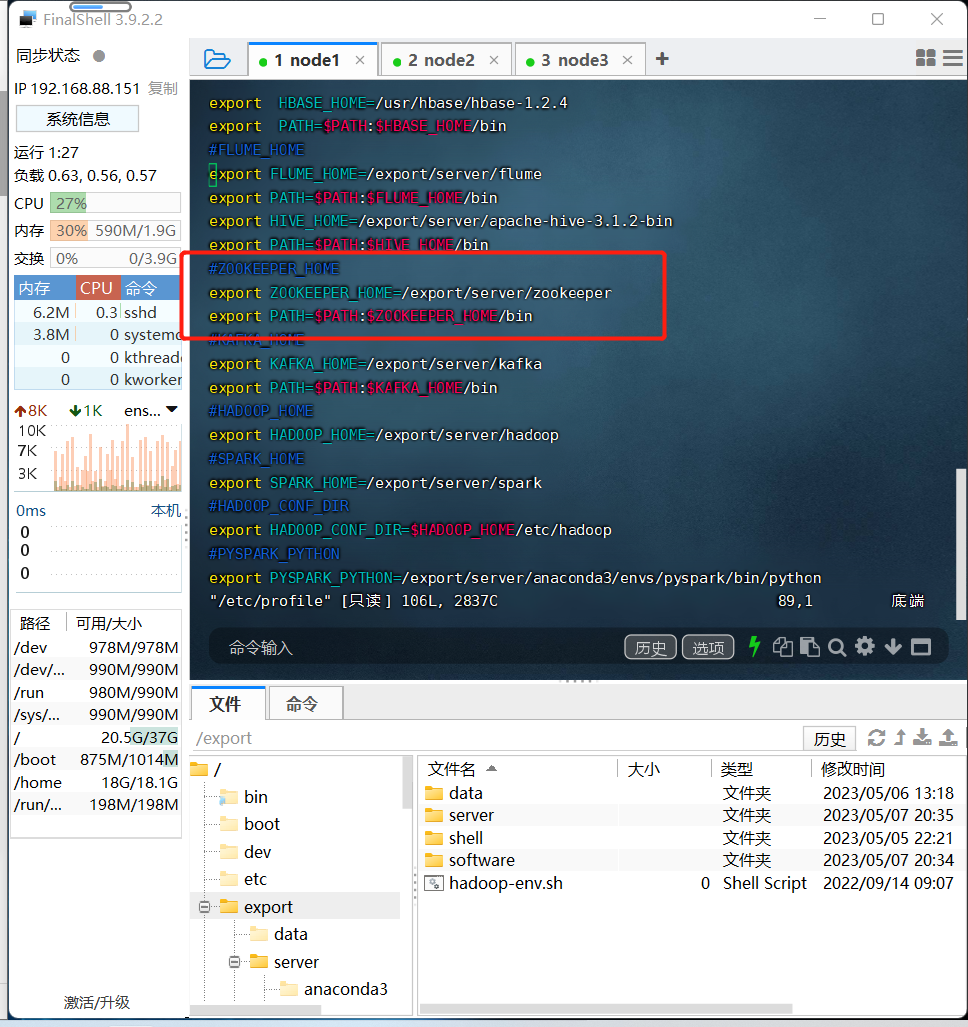 FinalShell 3.9.2.2
同步状态
IP 192.168.88.151 复制
系统信息
运行 1:27
负载 0.63, 0.56, 0.57
CPU 27%
内存 30% 590M/1.9G
交换 0% 0/3.9G
内存 CPU 命令
6.2M 0.3 sshd
3.8M 0 systemd
0 0 kthread
0 0 kworker
8K 1K ens...
10K
7K
3K
0ms 本机
0
0
0
路径 可用/大小
/dev 978M/978M
/dev/... 990M/990M
/run 980M/990M
/sys/... 990M/990M
/ 20.5G/37G
/boot 875M/1014M
/home 18G/18.1G
/run/... 198M/198M
激活/升级
1 node1 2 node2 3 node3
export HBASE_HOME=/usr/hbase/hbase-1.2.4
export PATH=$PATH:$HBASE_HOME/bin
#FLUME_HOME
export FLUME_HOME=/export/server/flume
export PATH=$PATH:$FLUME_HOME/bin
export HIVE_HOME=/export/server/apache-hive-3.1.2-bin
export PATH=$PATH:$HIVE_HOME/bin
#ZOOKEEPER_HOME
export ZOOKEEPER_HOME=/export/server/zookeeper
export PATH=$PATH:$ZOOKEEPER_HOME/bin
#KAFKA_HOME
export KAFKA_HOME=/export/server/kafka
export PATH=$PATH:$KAFKA_HOME/bin
#HADOOP_HOME
export HADOOP_HOME=/export/server/hadoop
#SPARK_HOME
export SPARK_HOME=/export/server/spark
#HADOOP_CONF_DIR
export HADOOP_CONF_DIR=$HADOOP_HOME/etc/hadoop
#PYSPARK_PYTHON
export PYSPARK_PYTHON=/export/server/anaconda3/envs/pyspark/bin/python
"/etc/profile" [只读] 106L, 2837C 89,1 底端
命令输入 历史 选项
文件 命令
/export 历史
/
bin
boot
dev
etc
export
data
server
anaconda3
文件名 大小 类型 修改时间
data 文件夹 2023/05/06 13:18
server 文件夹 2023/05/07 20:35
shell 文件夹 2023/05/05 22:21
software 文件夹 2023/05/07 20:34
hadoop-env.sh 0 Shell Script 2022/09/14 09:07